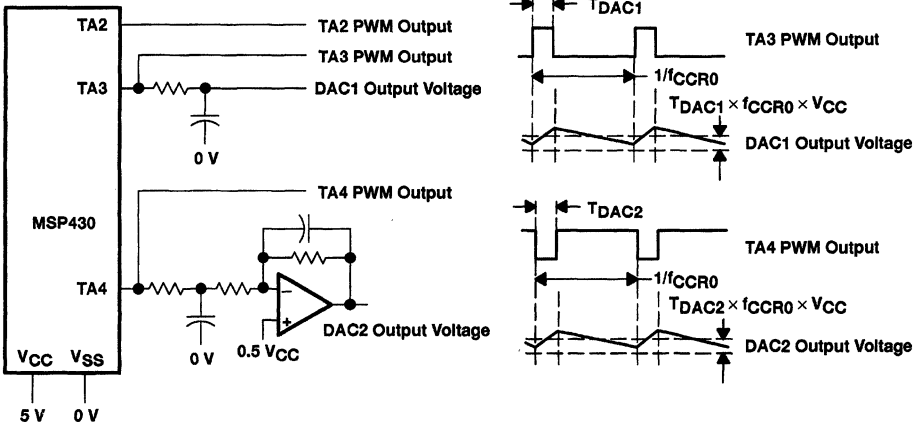 TA2
TA2 PWM Output
TA3 PWM Output
TA3
DAC1 Output Voltage
0 V
TA4 PWM Output
MSP430
TA4
0 V
−
+
0.5 VCC
DAC2 Output Voltage
VCC
VSS
5 V
0 V
TDAC1
TA3 PWM Output
1/fCCR0
TDAC1 × fCCR0 × VCC
DAC1 Output Voltage
TDAC2
TA4 PWM Output
1/fCCR0
TDAC2 × fCCR0 × VCC
DAC2 Output Voltage